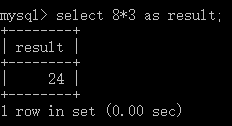 mysql> select 8*3 as result;
+--------+
| result |
+--------+
|     24 |
+--------+
1 row in set (0.00 sec)